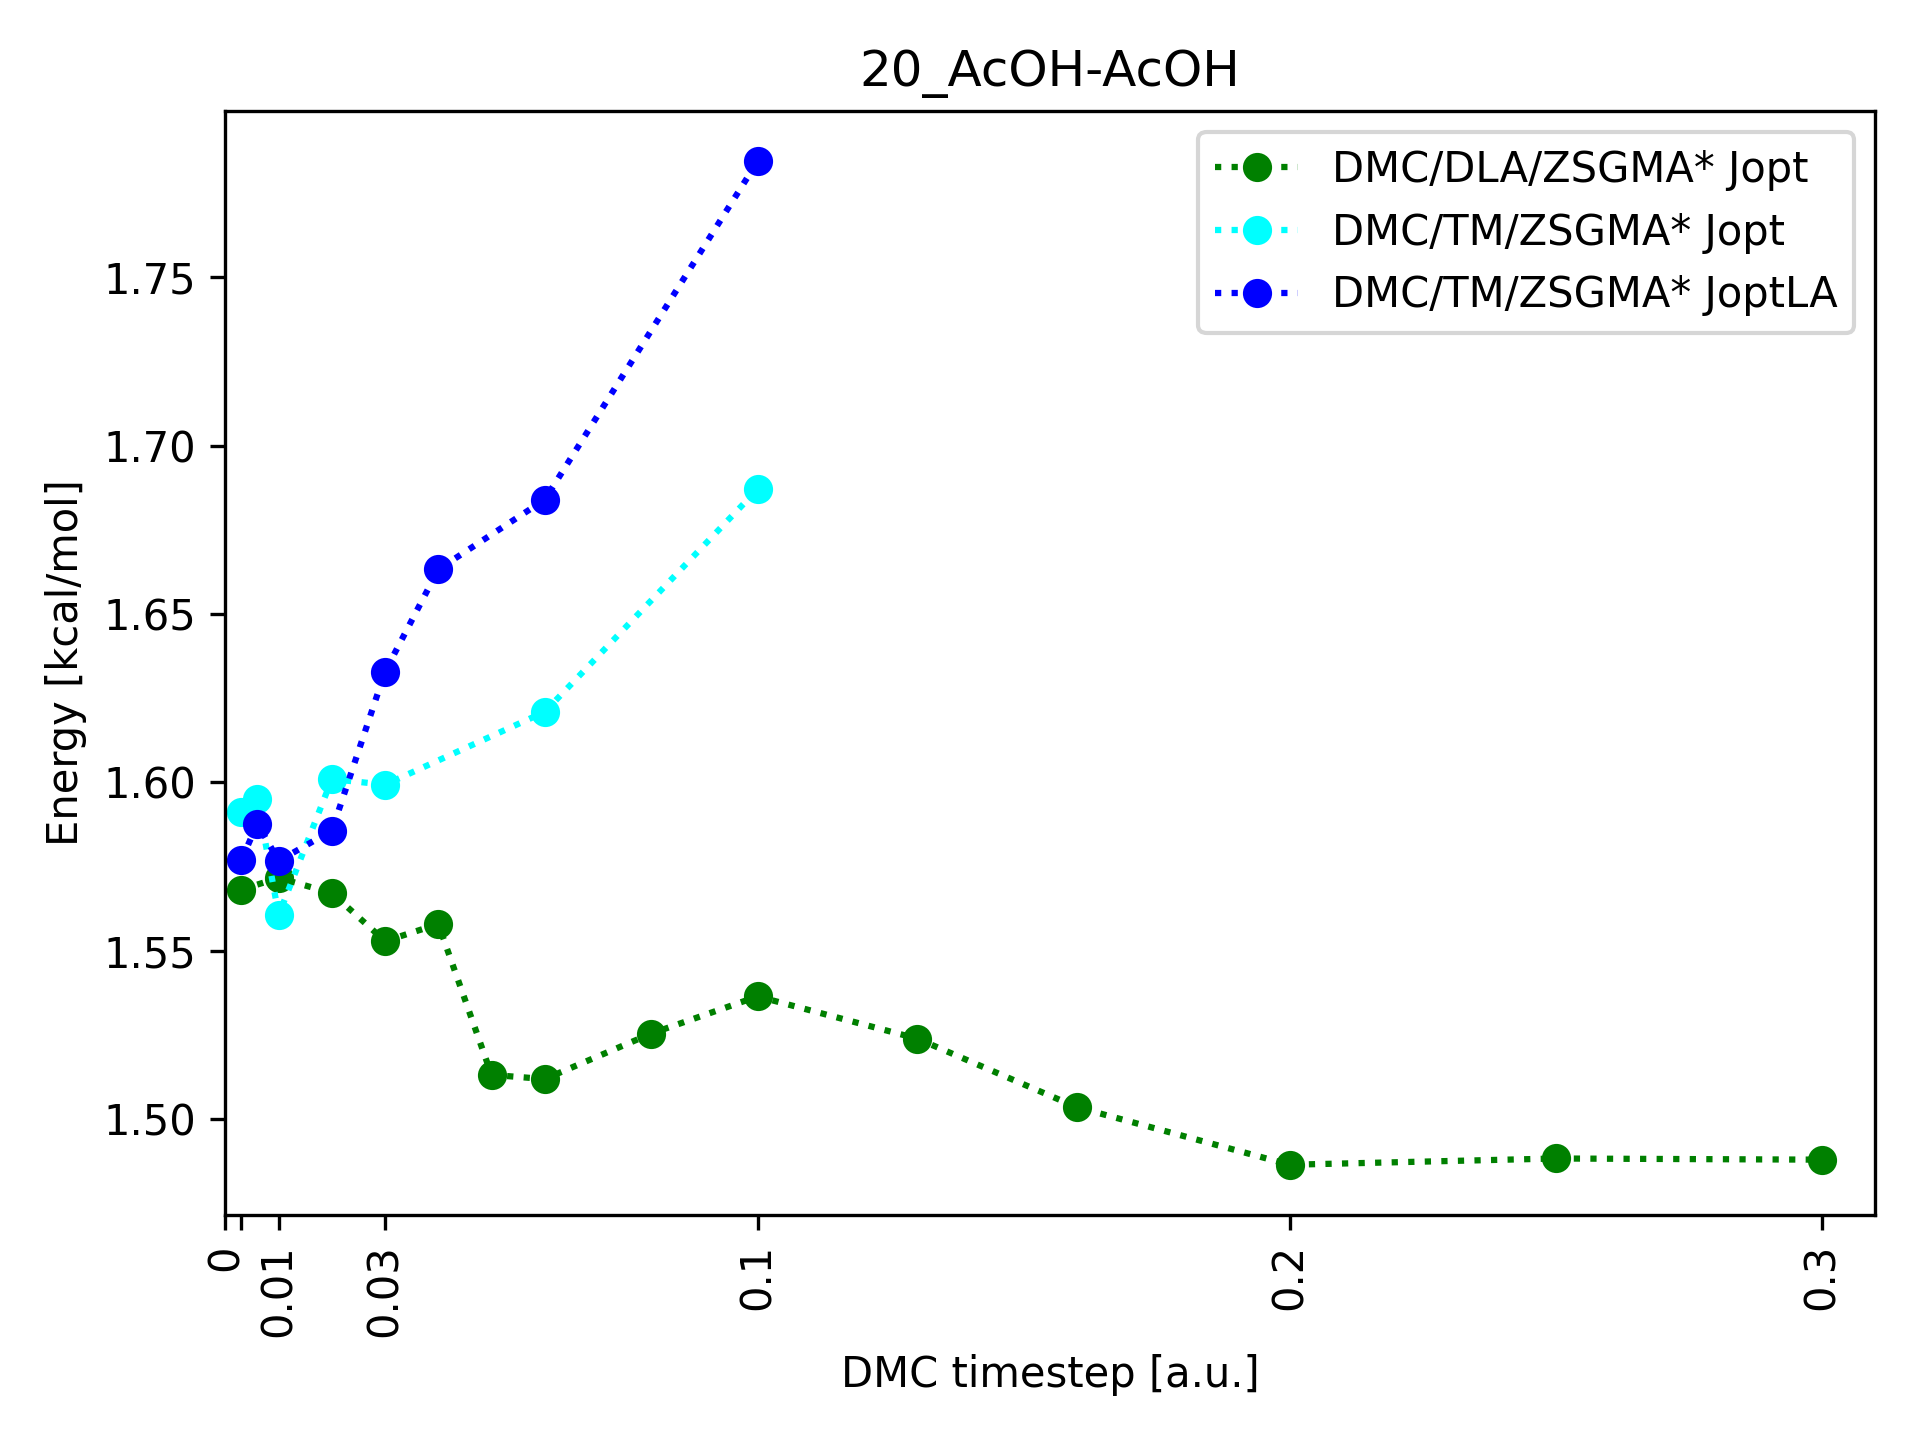 20_AcOH-AcOH
DMC/DLA/ZSGMA* Jopt
DMC/TM/ZSGMA* Jopt
DMC/TM/ZSGMA* JoptLA
Energy [kcal/mol]
1.75
1.70
1.65
1.60
1.55
1.50
0
0.01
0.03
0.1
0.2
0.3
DMC timestep [a.u.]